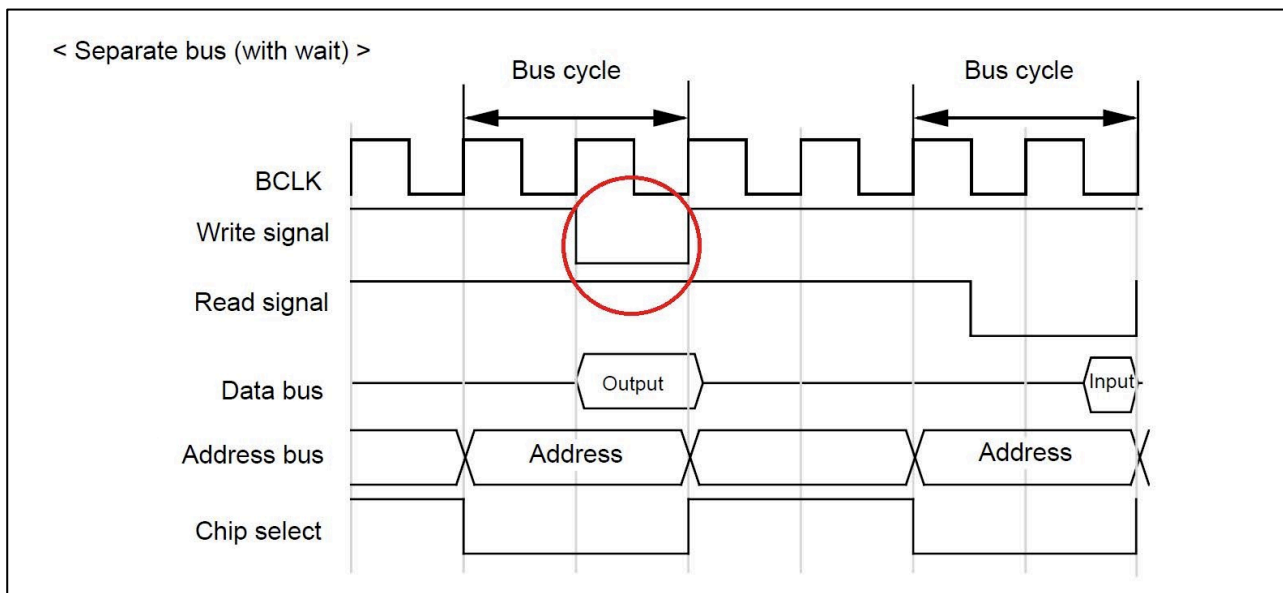 < Separate bus (with wait) >
Bus cycle
Bus cycle
BCLK
Write signal
Read signal
Data bus
Output
Input
Address bus
Address
Address
Chip select